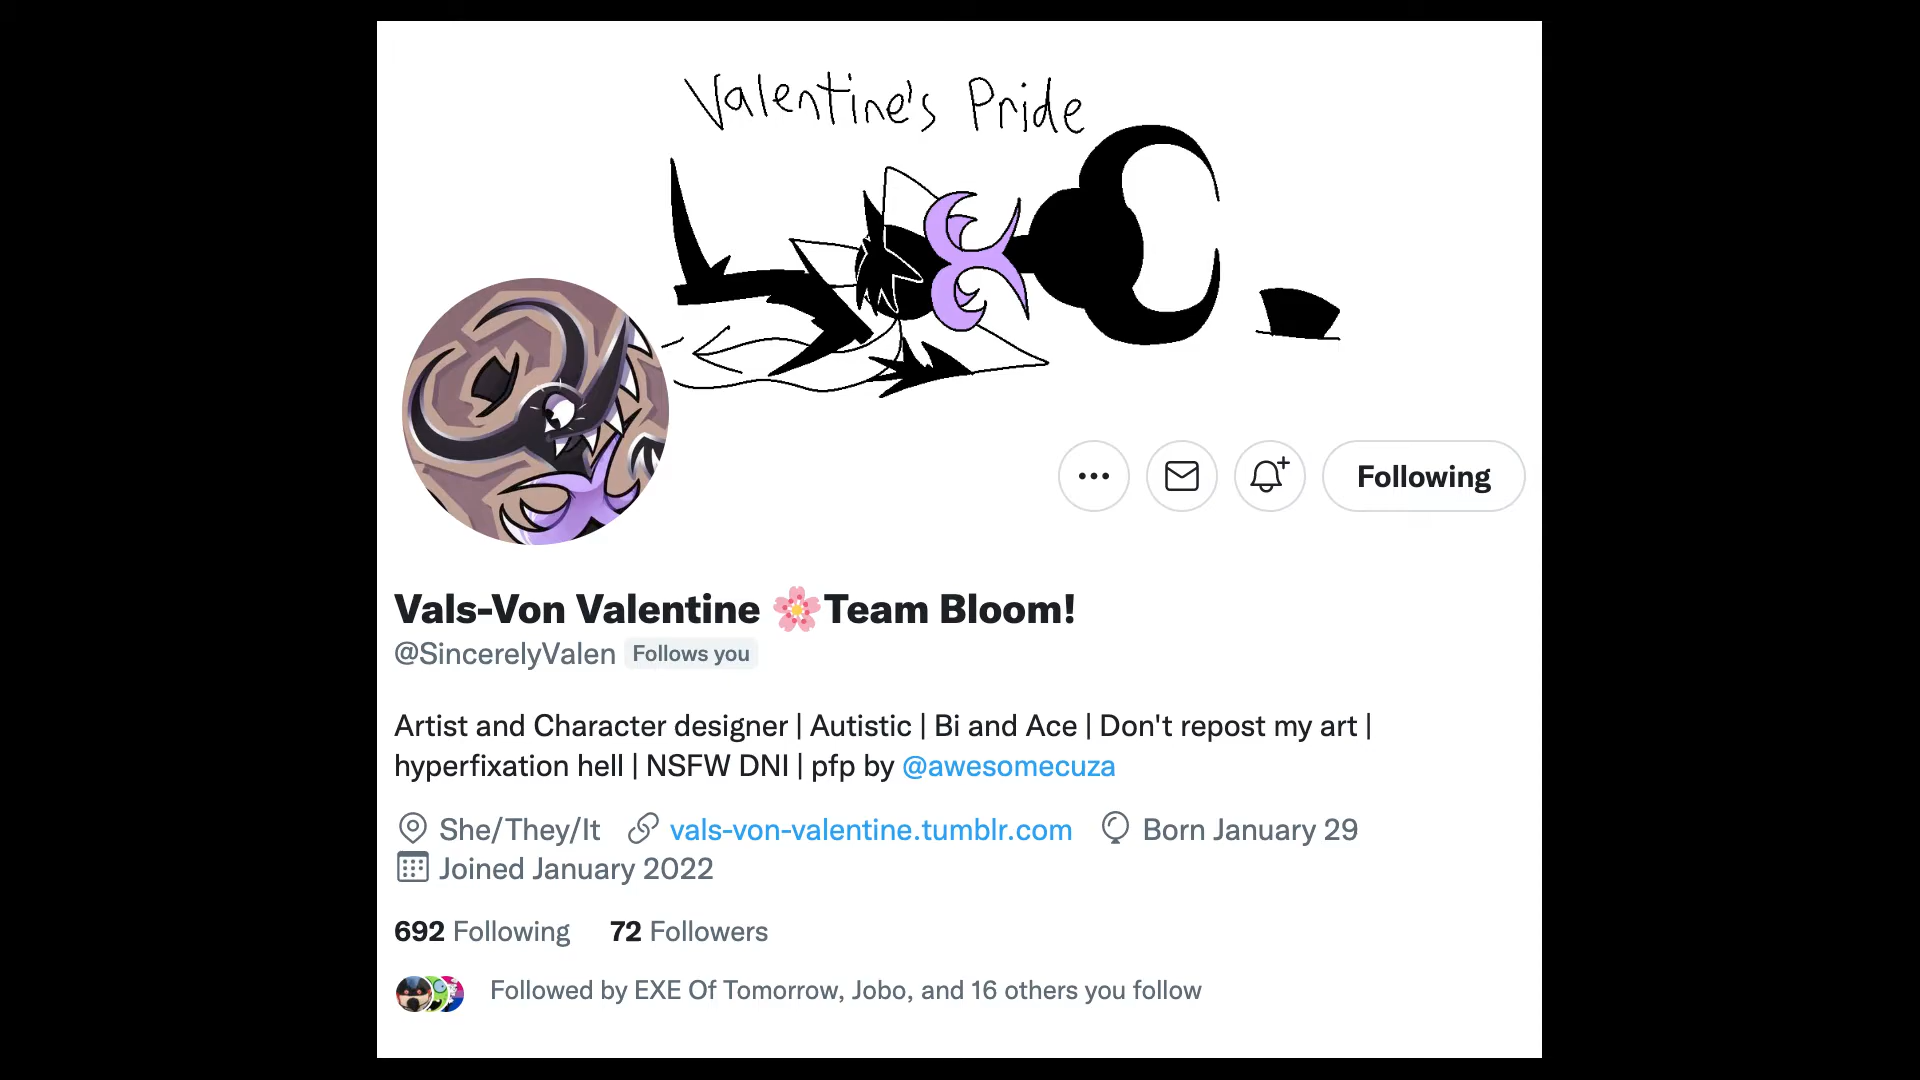 Valentine's Pride
Following
Vals-Von Valentine 🌸Team Bloom!
@SincerelyValen Follows you
Artist and Character designer | Autistic | Bi and Ace | Don't repost my art |
hyperfixation hell | NSFW DNI | pfp by @awesomecuza
She/They/It vals-von-valentine.tumblr.com Born January 29
Joined January 2022
692 Following 72 Followers
Followed by EXE Of Tomorrow, Jobo, and 16 others you follow